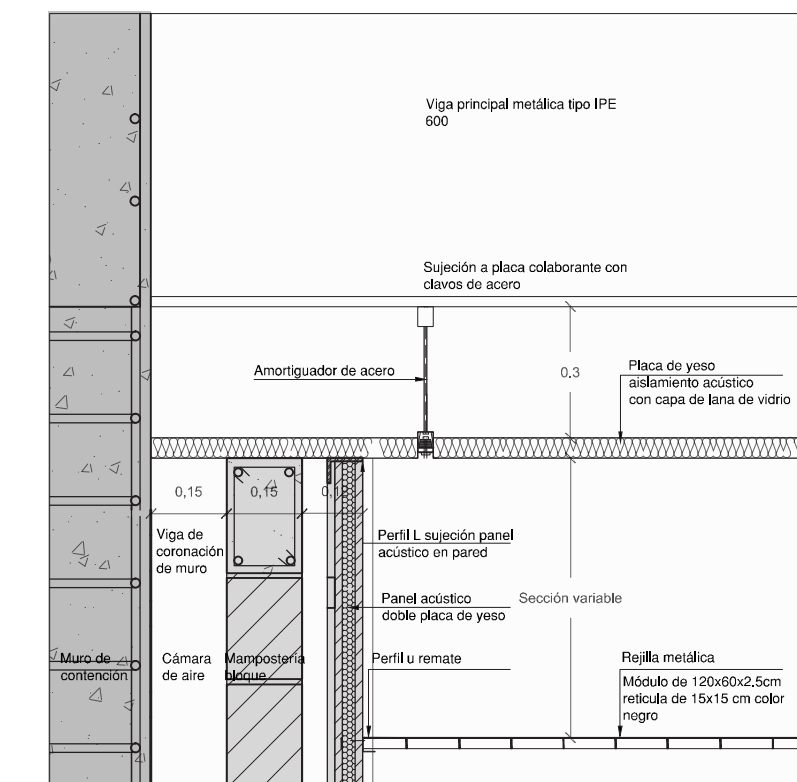 Viga principal metálica tipo IPE
600
Sujeción a placa colaborante con
clavos de acero
Amortiguador de acero
0.3
Placa de yeso
aislamiento acústico
con capa de lana de vidrio
0,15
0,15
Viga de
coronación
de muro
Perfil L sujeción panel
acústico en pared
Panel acústico
doble placa de yeso
Sección variable
Muro de
contención
Cámara
de aire
Mampostería
bloque
Perfil u remate
Rejilla metálica
Módulo de 120x60x2.5cm
reticula de 15x15 cm color
negro